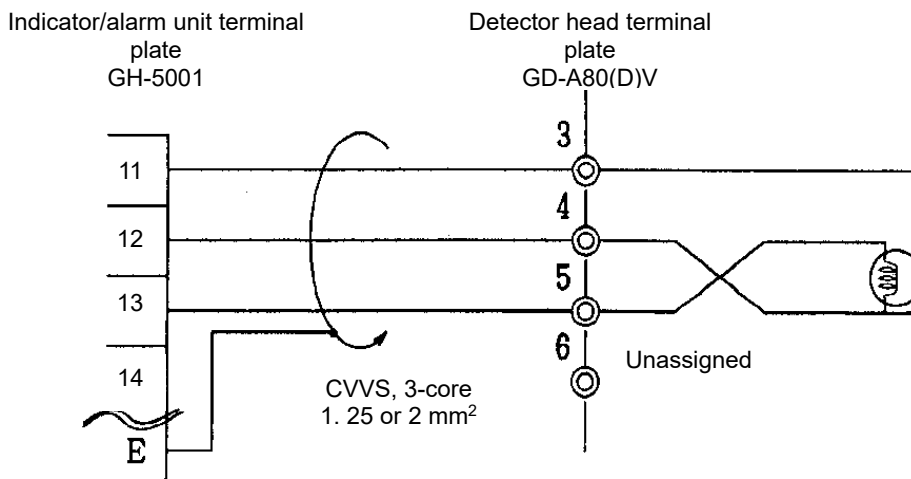 Indicator/alarm unit terminal
plate
GH-5001
Detector head terminal
plate
GD-A80(D)V
3
11
4
12
5
13
6
Unassigned
14
CVVS, 3-core
1. 25 or 2 mm²
E